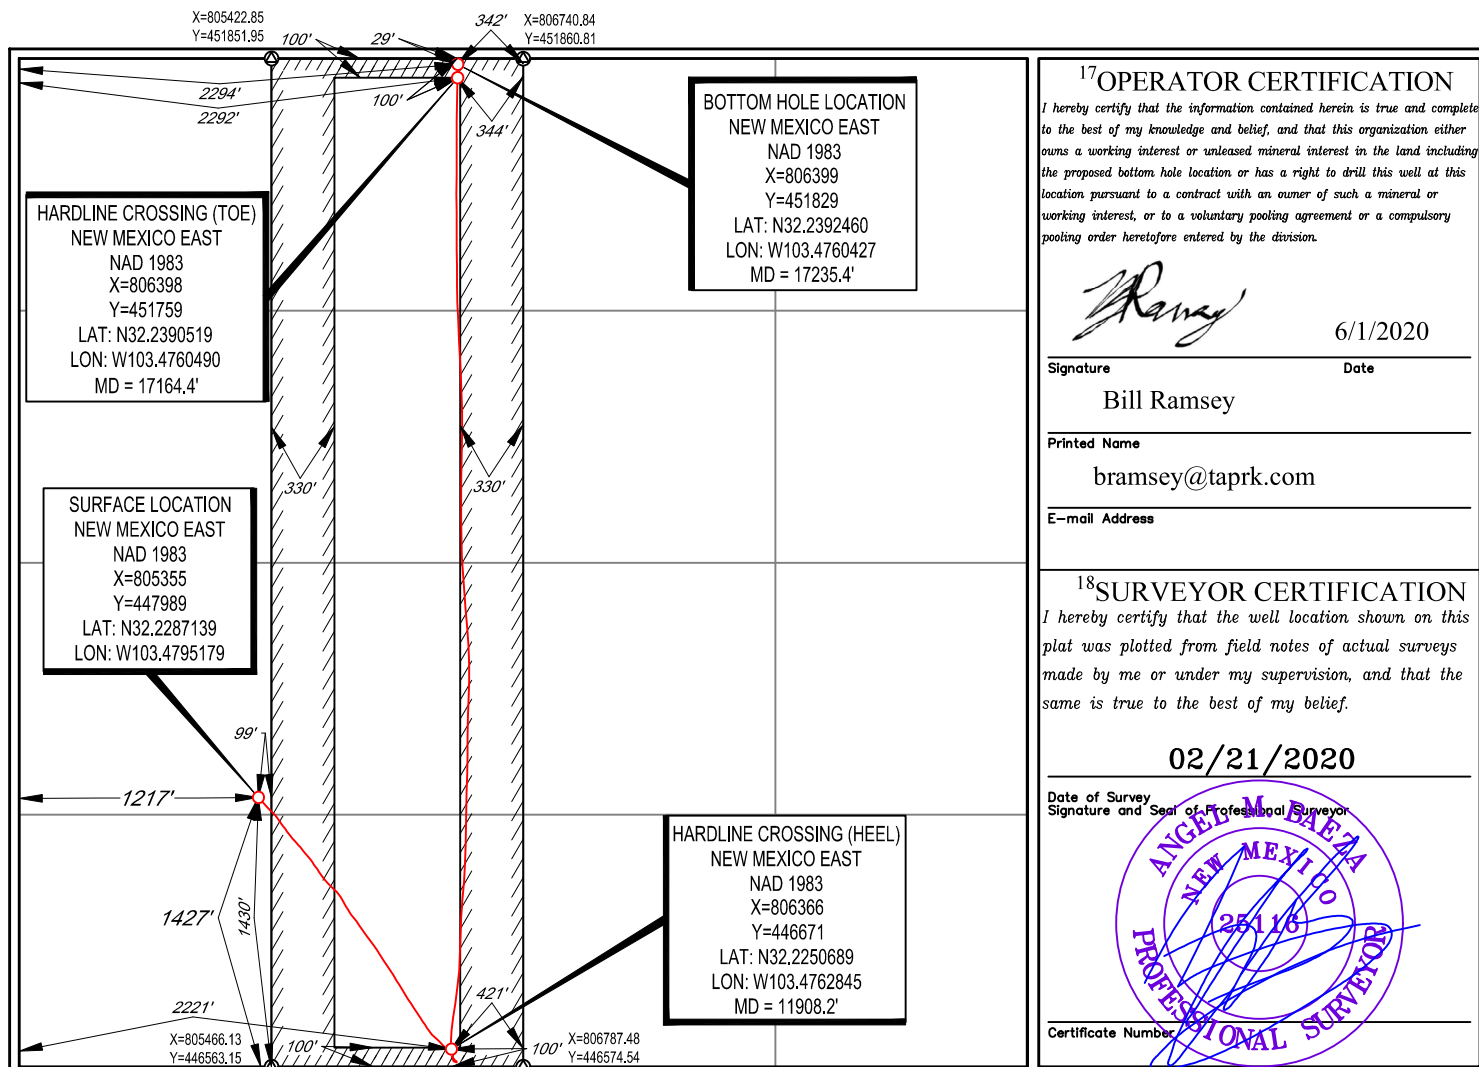 X=805422.85
Y=451851.95
X=806740.84
Y=451860.81
342'
29'
100'
2294'
2292'
100'
344'
BOTTOM HOLE LOCATION
NEW MEXICO EAST
NAD 1983
X=806399
Y=451829
LAT: N32.2392460
LON: W103.4760427
MD = 17235.4'
HARDLINE CROSSING (TOE)
NEW MEXICO EAST
NAD 1983
X=806398
Y=451759
LAT: N32.2390519
LON: W103.4760490
MD = 17164.4'
330'
330'
SURFACE LOCATION
NEW MEXICO EAST
NAD 1983
X=805355
Y=447989
LAT: N32.2287139
LON: W103.4795179
99'
1217'
1427'
1430'
HARDLINE CROSSING (HEEL)
NEW MEXICO EAST
NAD 1983
X=806366
Y=446671
LAT: N32.2250689
LON: W103.4762845
MD = 11908.2'
421'
2221'
X=805466.13
Y=446563.15
100'
100'
X=806787.48
Y=446574.54
17 OPERATOR CERTIFICATION
I hereby certify that the information contained herein is true and complete
to the best of my knowledge and belief, and that this organization either
owns a working interest or unleased mineral interest in the land including
the proposed bottom hole location or has a right to drill this well at this
location pursuant to a contract with an owner of such a mineral or
working interest, or to a voluntary pooling agreement or a compulsory
pooling order heretofore entered by the division.
6/1/2020
Signature Date
Bill Ramsey
Printed Name
bramsey@taprk.com
E-mail Address
18 SURVEYOR CERTIFICATION
I hereby certify that the well location shown on this
plat was plotted from field notes of actual surveys
made by me or under my supervision, and that the
same is true to the best of my belief.
02/21/2020
Date of Survey
Signature and Seal of Professional Surveyor
ANGEL M. BAEZA
NEW MEXICO
25116
PROFESSIONAL SURVEYOR
Certificate Number